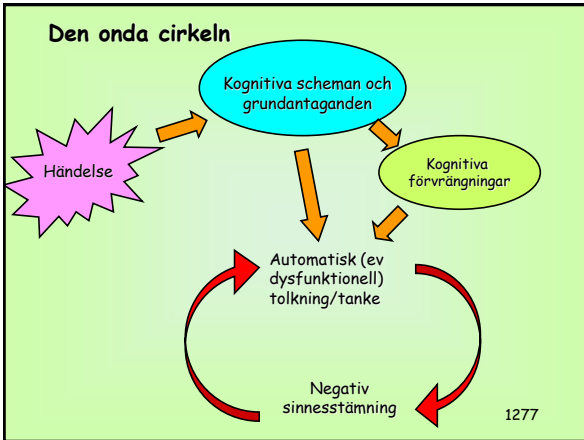 Den onda cirkeln
Kognitiva scheman och
grundantaganden
Händelse
Kognitiva
förvrängningar
Automatisk (ev
dysfunktionell)
tolkning/tanke
Negativ
sinnesstämning
1277